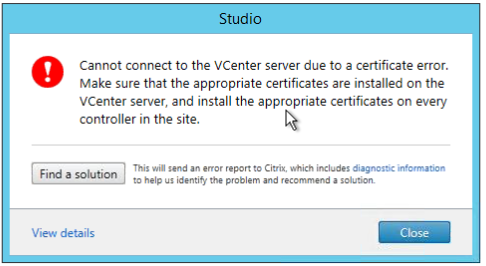 Studio
Cannot connect to the VCenter server due to a certificate error.
Make sure that the appropriate certificates are installed on the
VCenter server, and install the appropriate certificates on every
controller in the site.
Find a solution
This will send an error report to Citrix, which includes diagnostic information
to help us identify the problem and recommend a solution.
View details
Close